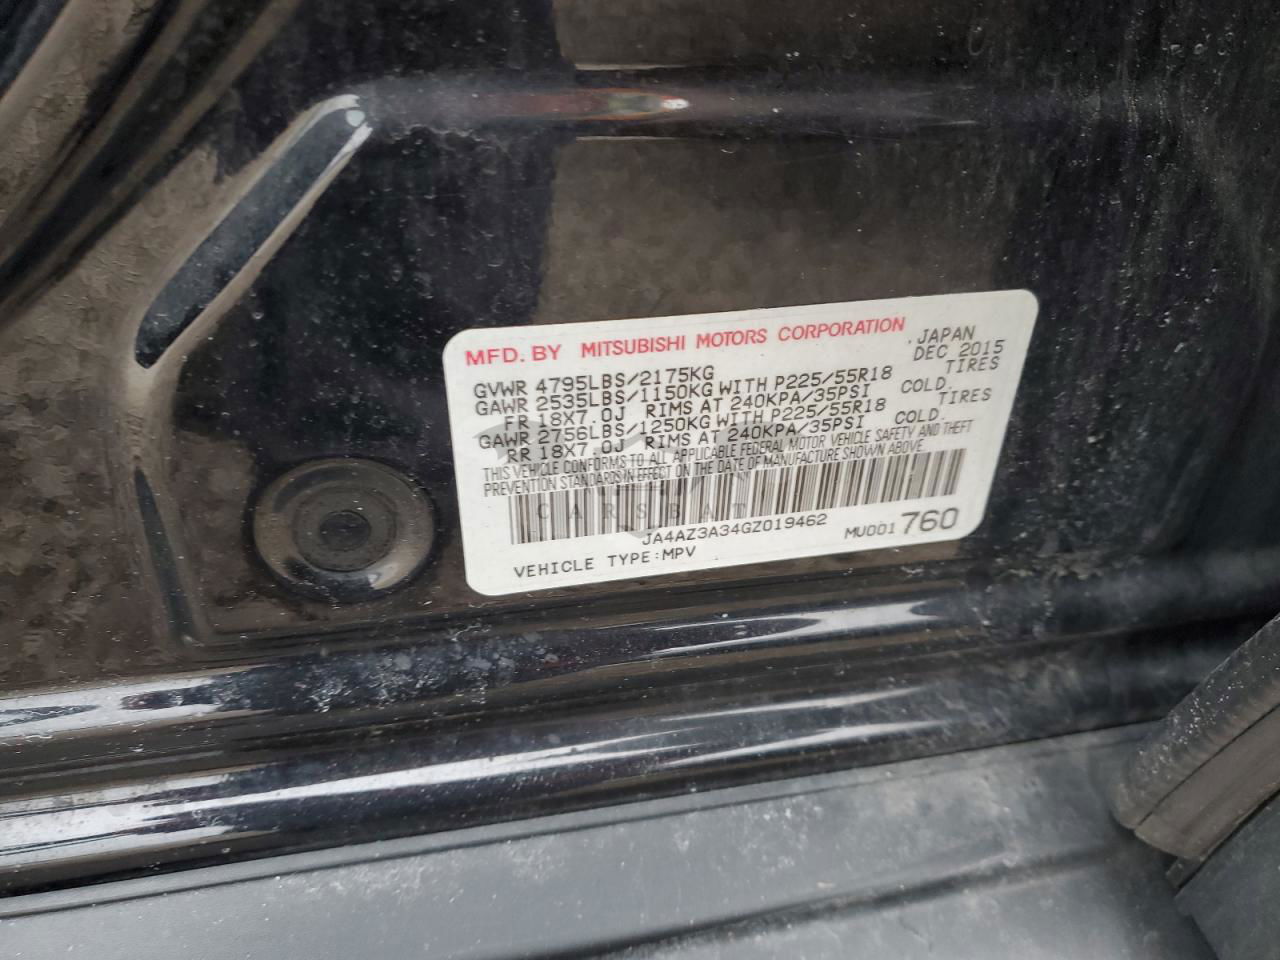 MFD. BY MITSUBISHI MOTORS CORPORATION , JAPAN
GVWR 4795LBS/2175KG DEC 2015
GAWR 2535LBS/1150KG WITH P225/55R18 TIRES
FR 18X7.0J RIMS AT 240KPA/35PSI COLD.
GAWR 2756LBS/1250KG WITH P225/55R18 TIRES
RR 18X7.0J RIMS AT 240KPA/35PSI COLD.
THIS VEHICLE CONFORMS TO ALL APPLICABLE FEDERAL MOTOR VEHICLE SAFETY AND THEFT
PREVENTION STANDARDS IN EFFECT ON THE DATE OF MANUFACTURE SHOWN ABOVE.
CARSBAT
JA4AZ3A34GZ019462 MU001 760
VEHICLE TYPE:MPV